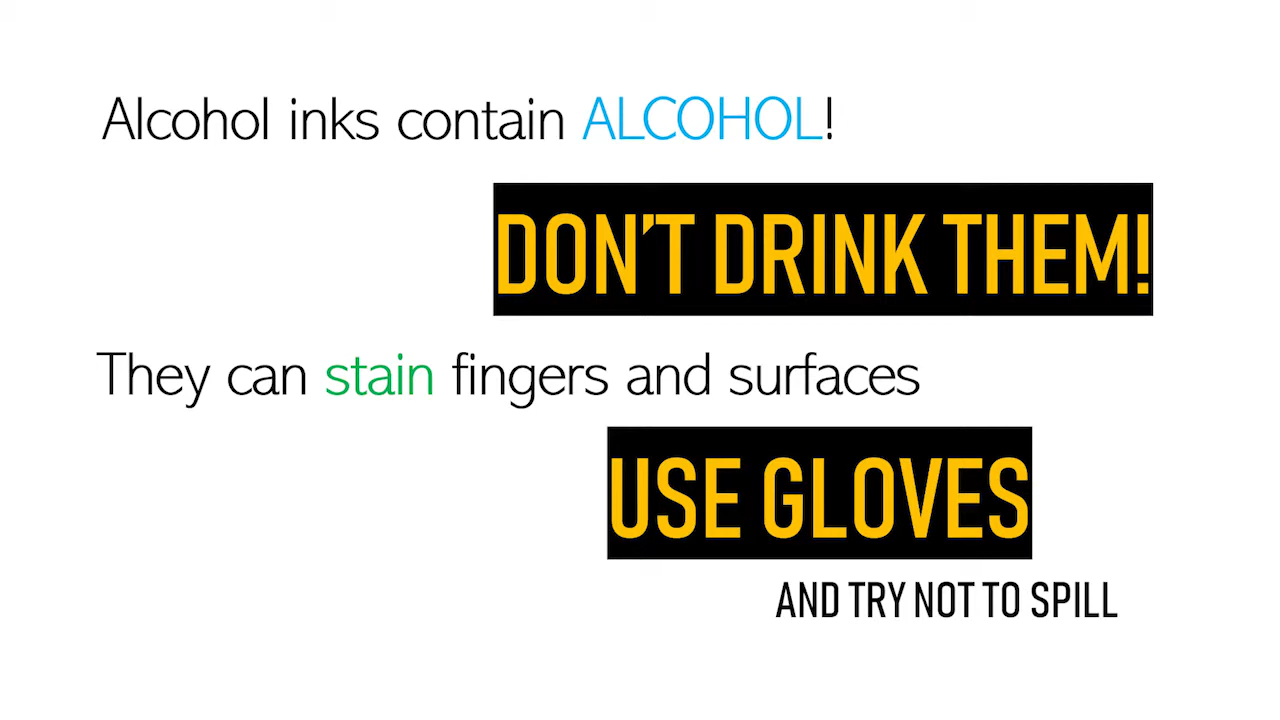 Alcohol inks contain ALCOHOL!
DON'T DRINK THEM!
They can stain fingers and surfaces
USE GLOVES
AND TRY NOT TO SPILL